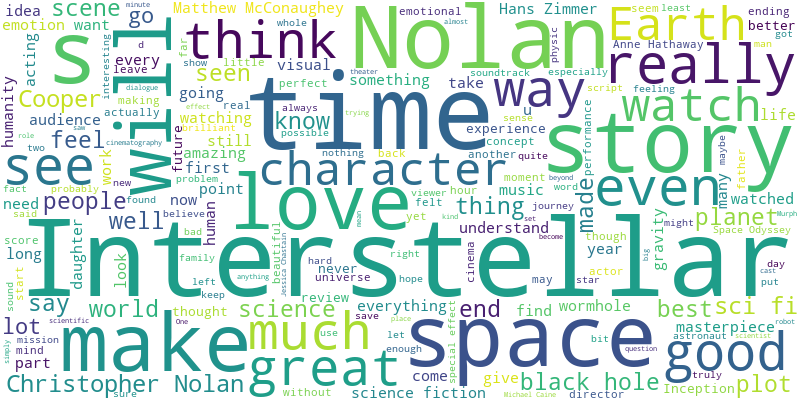 idea
emotion
want
scene
go
Matthew McConaughey
think
Nolan
Hans Zimmer
Earth
ending
better
got
minute
almost
theater
acting
interesting
d
every
leave
far
show
little
visual
emotional
whole
soundtrack
especially
physic
Anne Hathaway
seem
least
man
script
feeling
really
s
will
Cooper
humanity
making
actually
dialogue
future
seen
going
real
effect
perfect
something
take
way
u
sense
watch
life
audience
feel
two
saw
cinematography
role
brilliant
watching
still
always
know
possible
trying
time
experience
concept
performance
story
see
work
amazing
first
nothing
back
another
quite
maybe
father
fact
probably
problem
character
viewer
moment
beyond
even
many
need
people
new
now
point
felt
hour
music
word
made
watched
said
found
believe
human
love
thing
yet
kind
journey
planet
Murph
score
well
bad
mean
understand
set
might
Space Odyssey
long
daughter
family
beautiful
right
cinema
become
year
though
gravity
big
day
Interstellar
look
left
anything
hard
Jessica Chastain
never
universe
hope
may
star
actor
cast
put
sound
start
keep
review
everything
end
wormhole
best
sci fi
say
world
thought
science
save
place
space
find
masterpiece
lot
mission
scientific
One
make
much
use
let
bit
astronaut
robot
simply
mind
part
great
enough
special effect
question
truly
scientist
good
Christopher Nolan
without
come
give
black hole
Inception
plot
sure
science fiction
Michael Caine
director